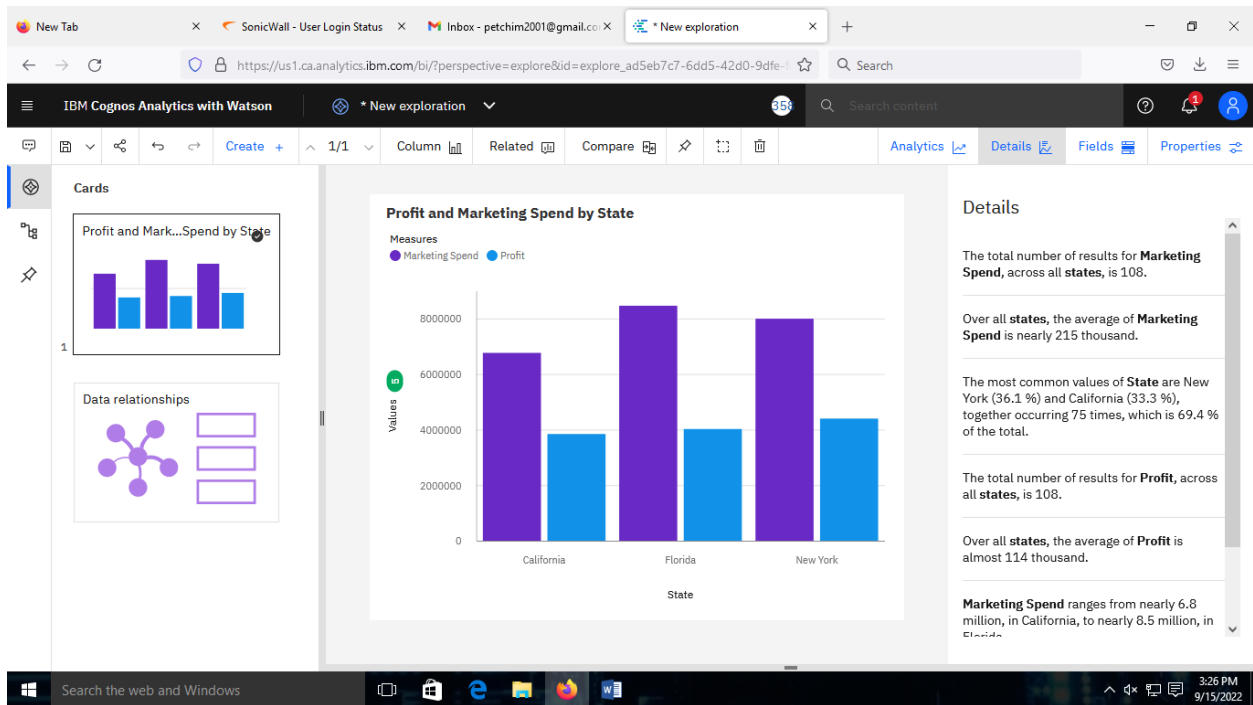 New Tab
SonicWall - User Login Status
Inbox - petchim2001@gmail.co
* New exploration
https://us1.ca.analytics.ibm.com/bi/?perspective=explore&id=explore_ad5eb7c7-6dd5-42d0-9dfe-
Search
IBM Cognos Analytics with Watson
* New exploration
358
Search content
1
Create +
1/1
Column
Related
Compare
Analytics
Details
Fields
Properties
Cards
Profit and Mark...Spend by State
1
Data relationships
Profit and Marketing Spend by State
Measures
Marketing Spend
Profit
8000000
6000000
4000000
2000000
0
Values
5
California
Florida
New York
State
Details
The total number of results for Marketing
Spend, across all states, is 108.
Over all states, the average of Marketing
Spend is nearly 215 thousand.
The most common values of State are New
York (36.1 %) and California (33.3 %),
together occurring 75 times, which is 69.4 %
of the total.
The total number of results for Profit, across
all states, is 108.
Over all states, the average of Profit is
almost 114 thousand.
Marketing Spend ranges from nearly 6.8
million, in California, to nearly 8.5 million, in
Florida
Search the web and Windows
3:26 PM
9/15/2022